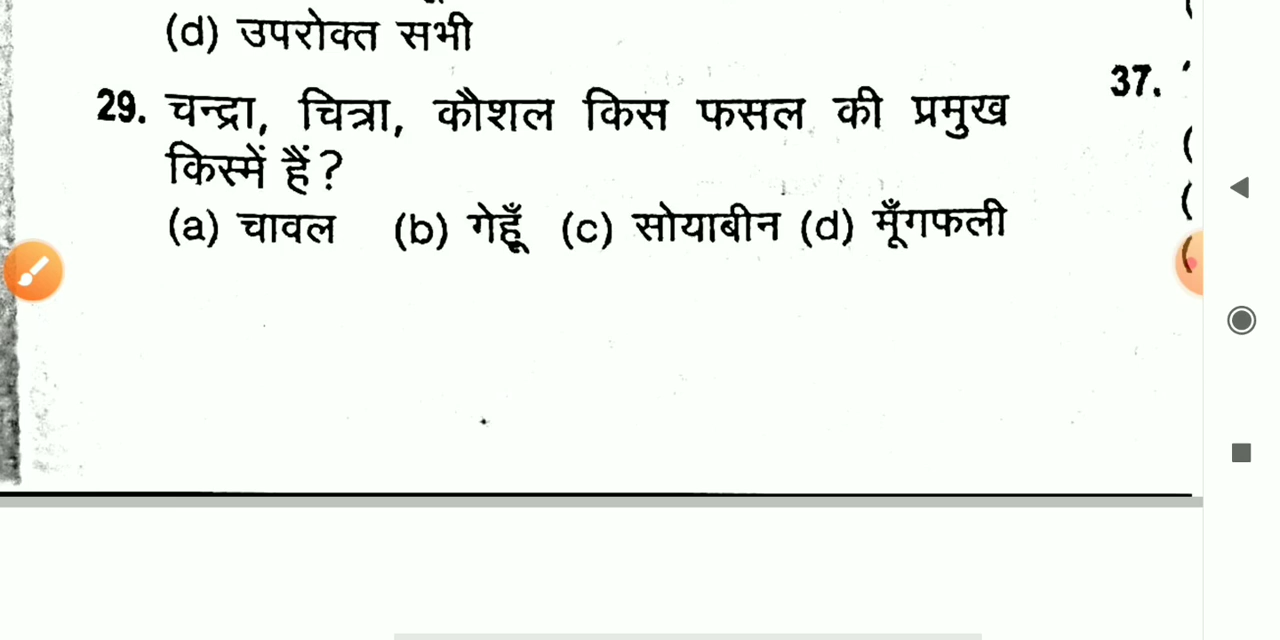 (d) उपरोक्त सभी
29. चन्द्रा, चित्रा, कौशल किस फसल की प्रमुख
किस्में हैं?
(a) चावल (b) गेहूँ (c) सोयाबीन (d) मूँगफली
37.
(
(
(